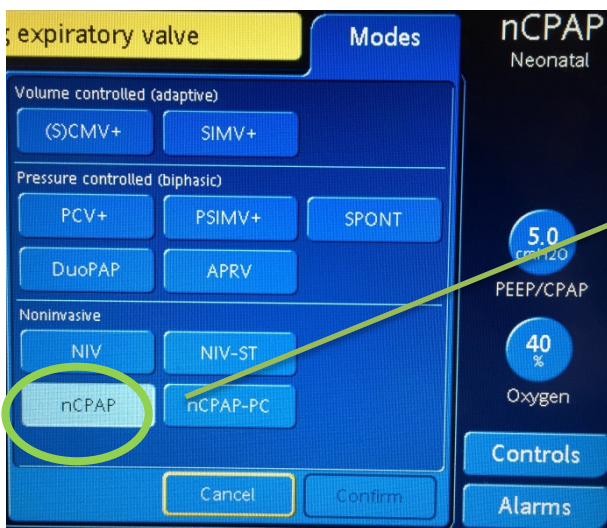 ; expiratory valve
Modes
nCPAP
Neonatal
Volume controlled (adaptive)
(S)CMV+ SIMV+
Pressure controlled (biphasic)
PCV+ PSIMV+ SPONT
DuoPAP APRV
Noninvasive
NIV NIV-ST
nCPAP nCPAP-PC
Cancel Confirm
5.0
cmH2O
PEEP/CPAP
40
%
Oxygen
Controls
Alarms